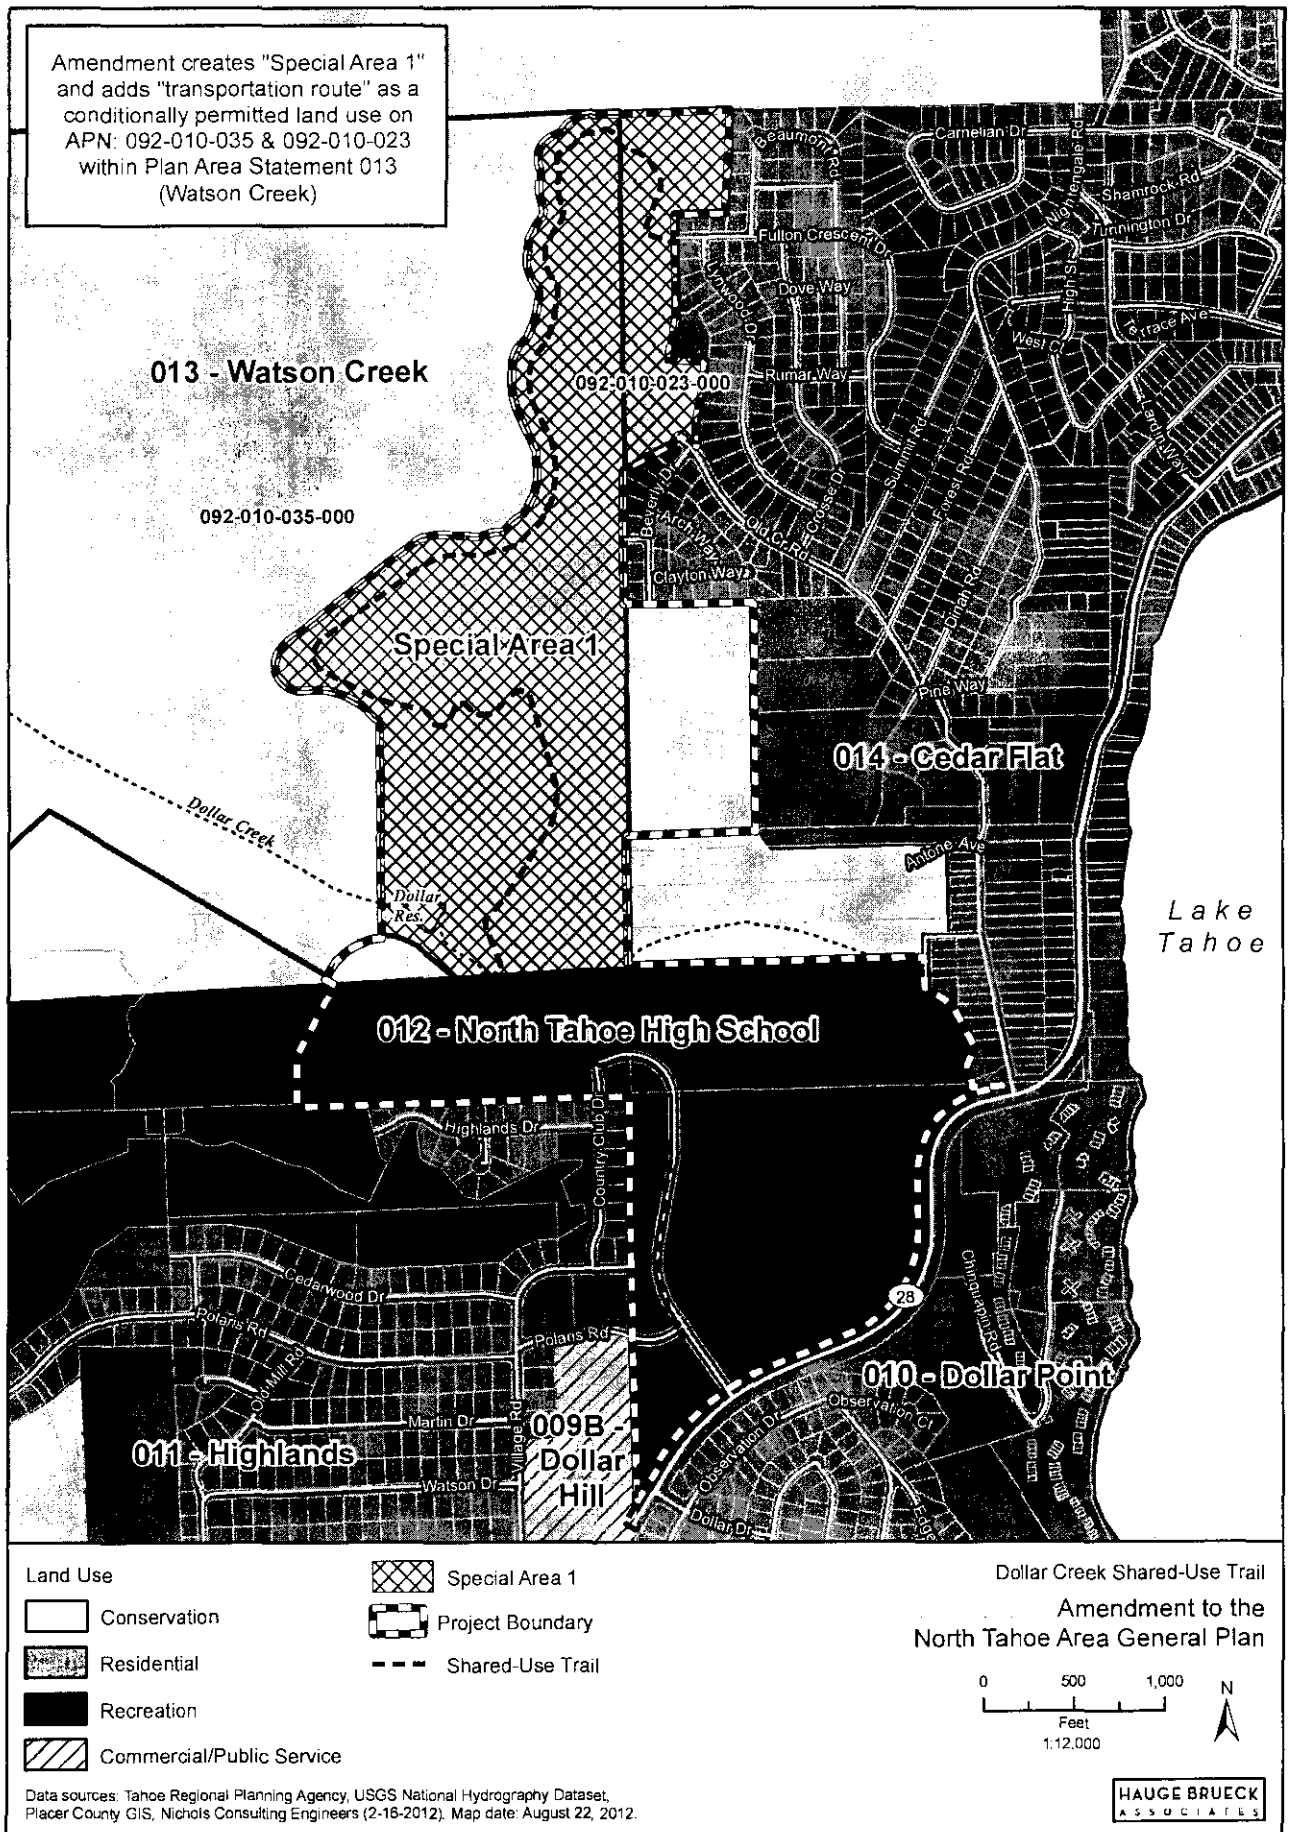 Amendment creates "Special Area 1"
and adds "transportation route" as a
conditionally permitted land use on
APN: 092-010-035 & 092-010-023
within Plan Area Statement 013
(Watson Creek)
Beaumont Rd
Carnelian Dr
Nightengale Rd
Shamrock Rd
Tunnington Dr
Fulton Crescent Dr
High St
Dove Way
Terrace Ave
West Ct
013 - Watson Creek
092-010-023-000
Rumar Way
Jardin Way
Summit Rd
Forest Rd
092-010-035-000
Beverly Dr
Old Ct Rd
La Crosse Dr
Arch Way
Clayton Way
Dillan Rd
Special Area 1
Pine Way
014 - Cedar Flat
Dollar Creek
Antone Ave
Dollar
Res.
Lake
Tahoe
012 - North Tahoe High School
Highlands Dr
Country Club Dr
Cedarwood Dr
Chinquapin Rd
28
Polaris Rd
Polaris Rd
Old Mill Rd
010 - Dollar Point
Observation Dr
Observation Ct
Martin Dr
Village Rd
009B -
Dollar
Hill
011 - Highlands
Watson Dr
Dollar Dr
Edge
Land Use
Conservation
Residential
Recreation
Commercial/Public Service
Special Area 1
Project Boundary
Shared-Use Trail
Dollar Creek Shared-Use Trail
Amendment to the
North Tahoe Area General Plan
0 500 1,000
Feet
1:12,000
N
Data sources: Tahoe Regional Planning Agency, USGS National Hydrography Dataset,
Placer County GIS, Nichols Consulting Engineers (2-16-2012). Map date: August 22, 2012.
HAUGE BRUECK
ASSOCIATES